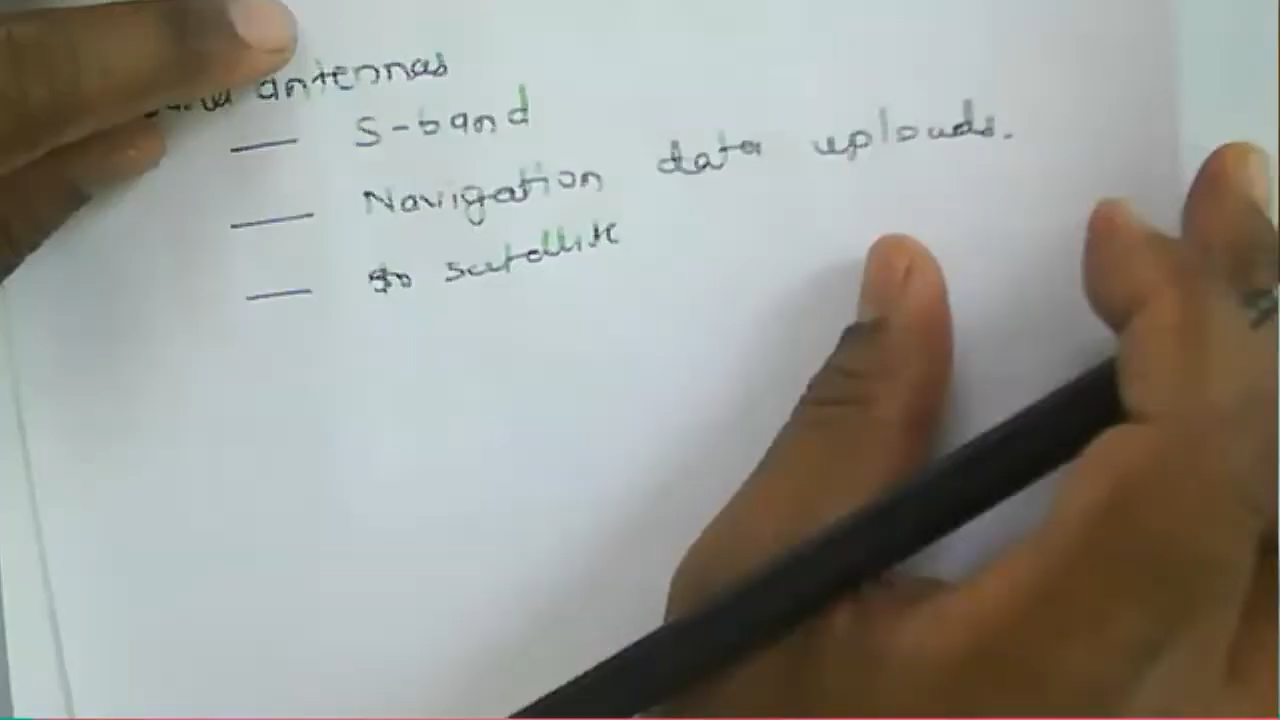 antennas
— S-band
— Navigation data uploads.
— to satellite